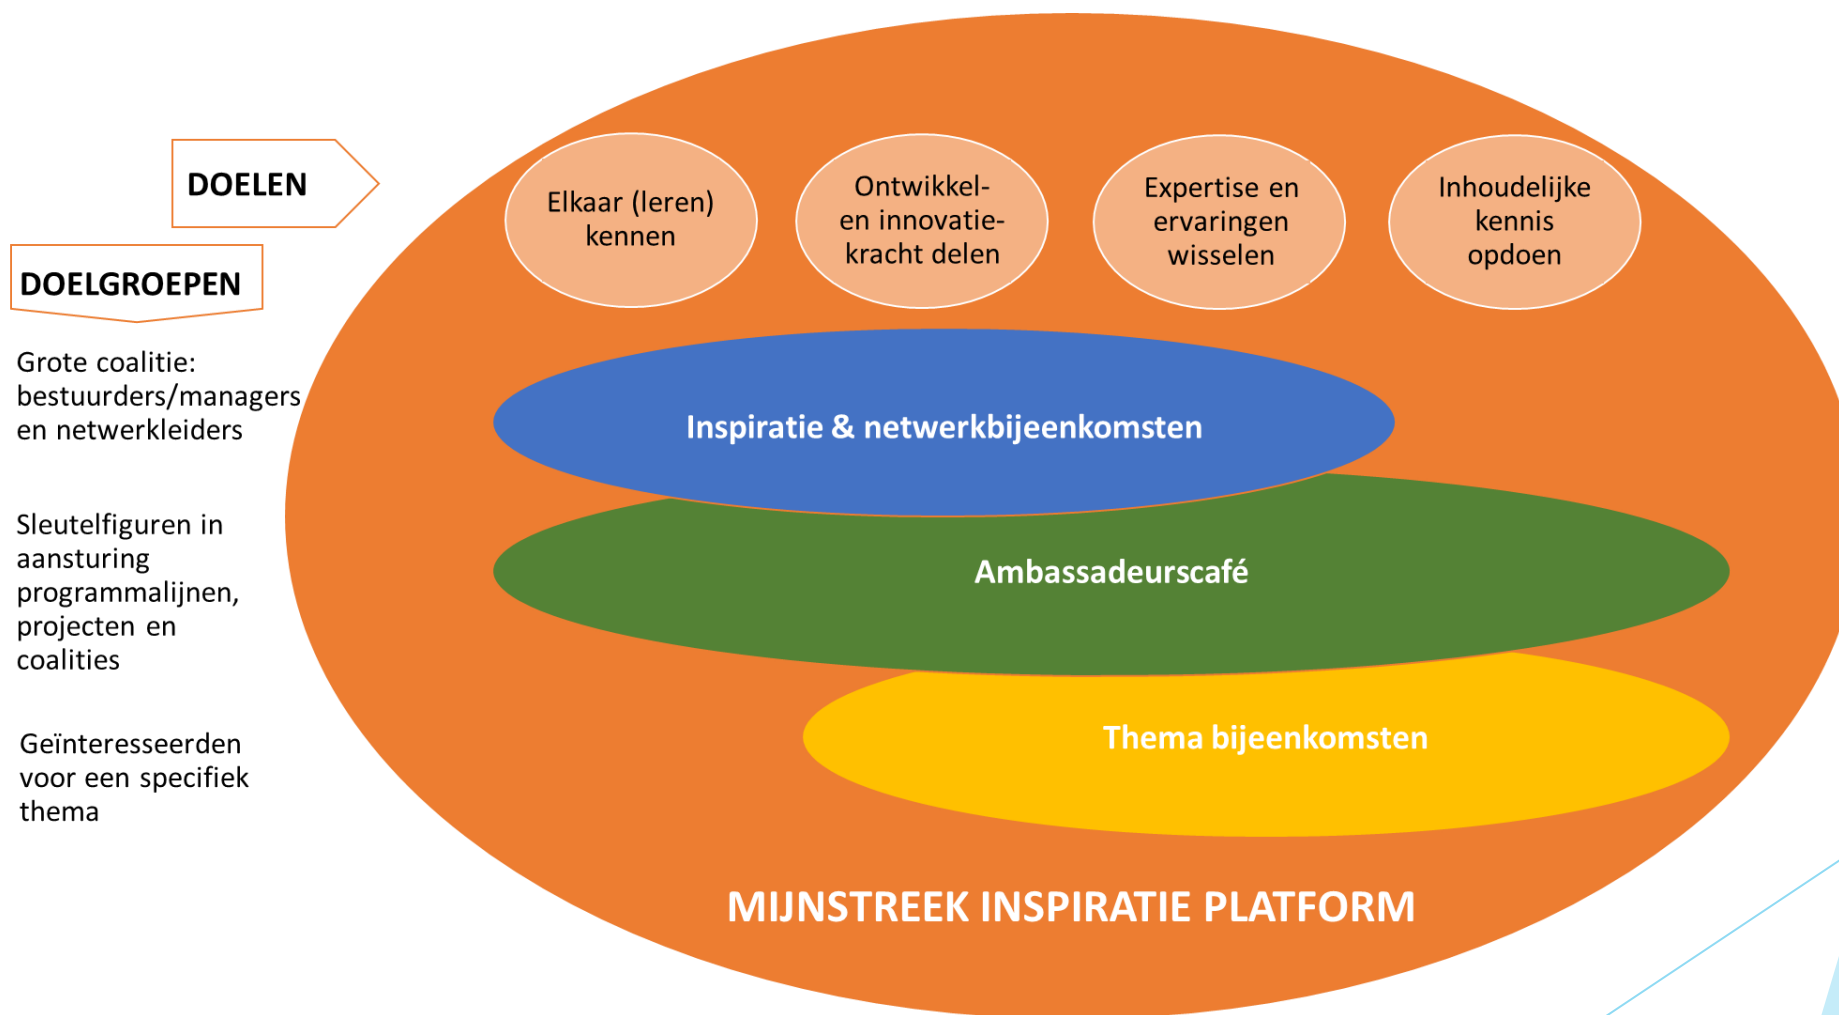 DOELEN
Elkaar (leren)
kennen
Ontwikkel-
en innovatie-
kracht delen
Expertise en
ervaringen
wisselen
Inhoudelijke
kennis
opdoen
DOELGROEPEN
Grote coalitie:
bestuurders/managers
en netwerkleiders
Inspiratie & netwerkbijeenkomsten
Sleutelfiguren in
aansturing
programmalijnen,
projecten en
coalities
Ambassadeurscafé
Geïnteresseerden
voor een specifiek
thema
Thema bijeenkomsten
MIJNSTREEK INSPIRATIE PLATFORM